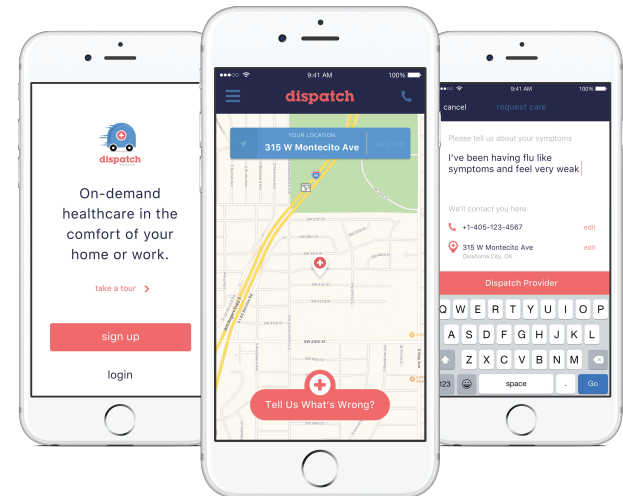 dispatch
HEALTH
On-demand
healthcare in the
comfort of your
home or work.
take a tour
sign up
login
9:41 AM
100%
dispatch
YOUR LOCATION
315 W Montecito Ave
SW 44th St
Tell Us What's Wrong?
9:41 AM
100%
cancel
request care
Please tell us about your symptoms
I've been having flu like
symptoms and feel very weak
We'll contact you here
+1-405-123-4567
edit
315 W Montecito Ave
edit
Oklahoma City, OK
Dispatch Provider
Q W E R T Y U I O P
A S D F G H J K L
Z X C V B N M
123
space
.
Go